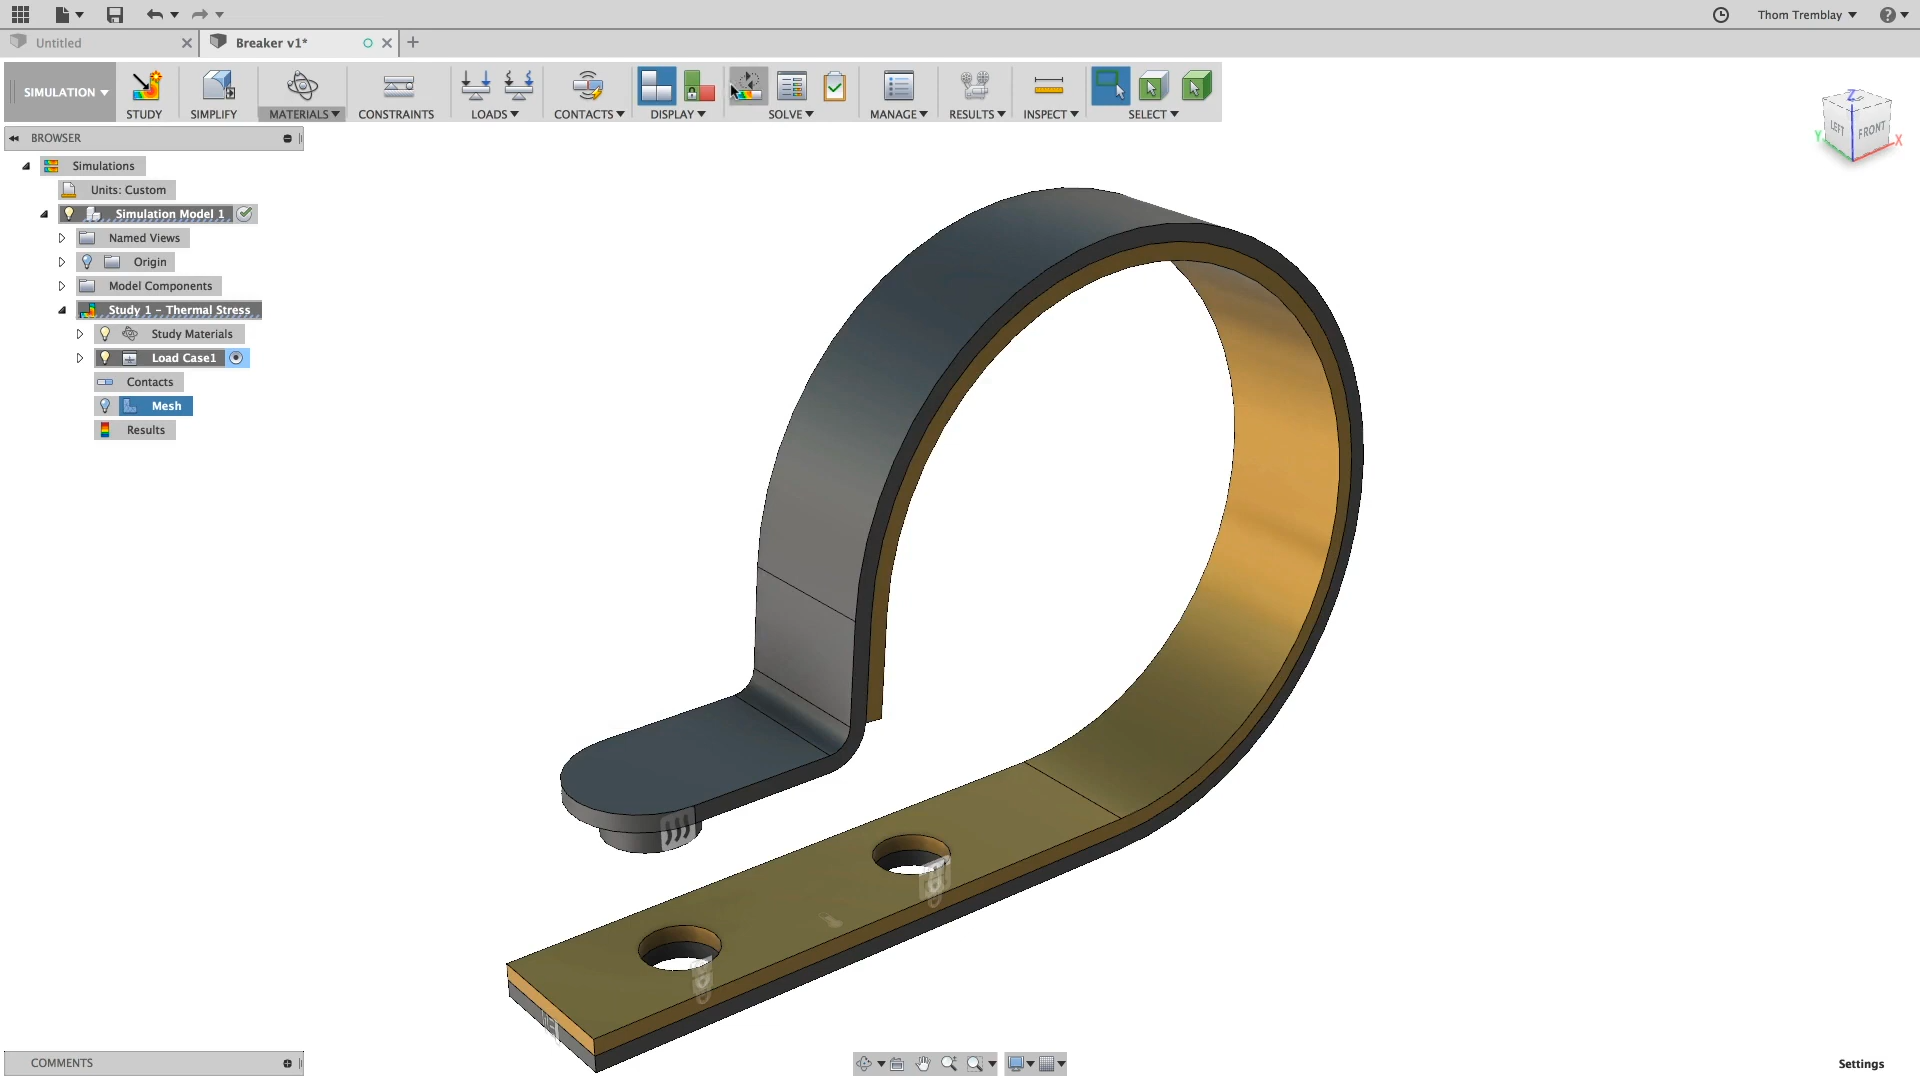 Thom Tremblay
Untitled
Breaker v1*
SIMULATION
STUDY
SIMPLIFY
MATERIALS
CONSTRAINTS
LOADS
CONTACTS
DISPLAY
SOLVE
MANAGE
RESULTS
INSPECT
SELECT
BROWSER
Simulations
Units: Custom
Simulation Model 1
Named Views
Origin
Model Components
Study 1 - Thermal Stress
Study Materials
Load Case1
Contacts
Mesh
Results
Z
LEFT
FRONT
Y
X
COMMENTS
Settings